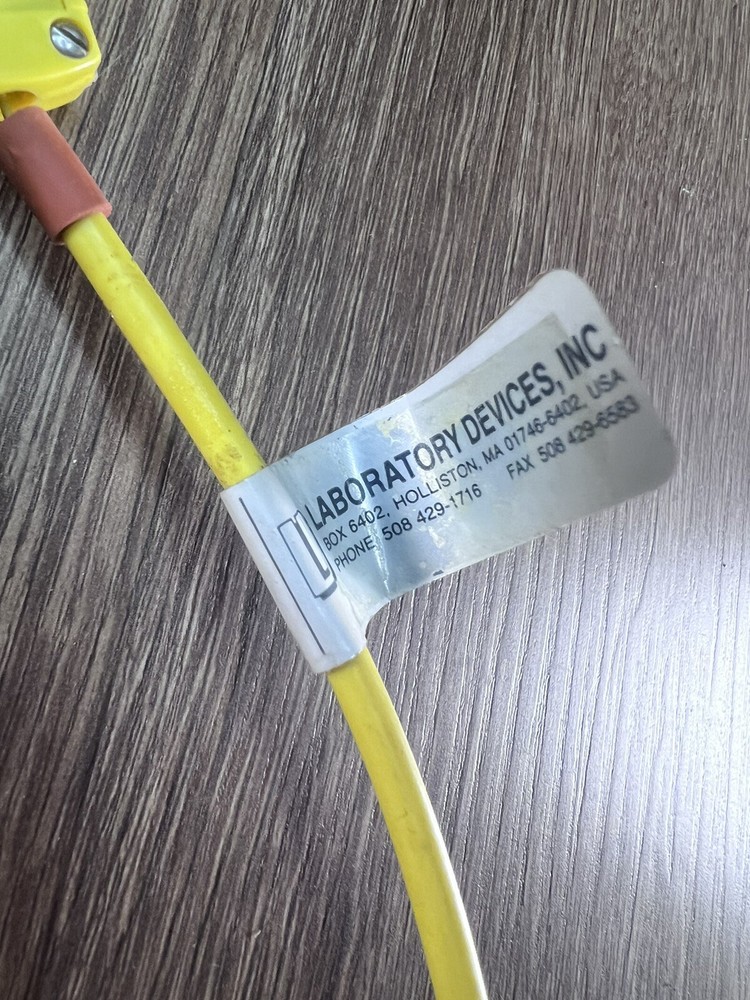 LABORATORY DEVICES, INC
BOX 6402, HOLLISTON, MA 01746-6402, USA
PHONE: 508 429-1716 FAX 508 429-6583